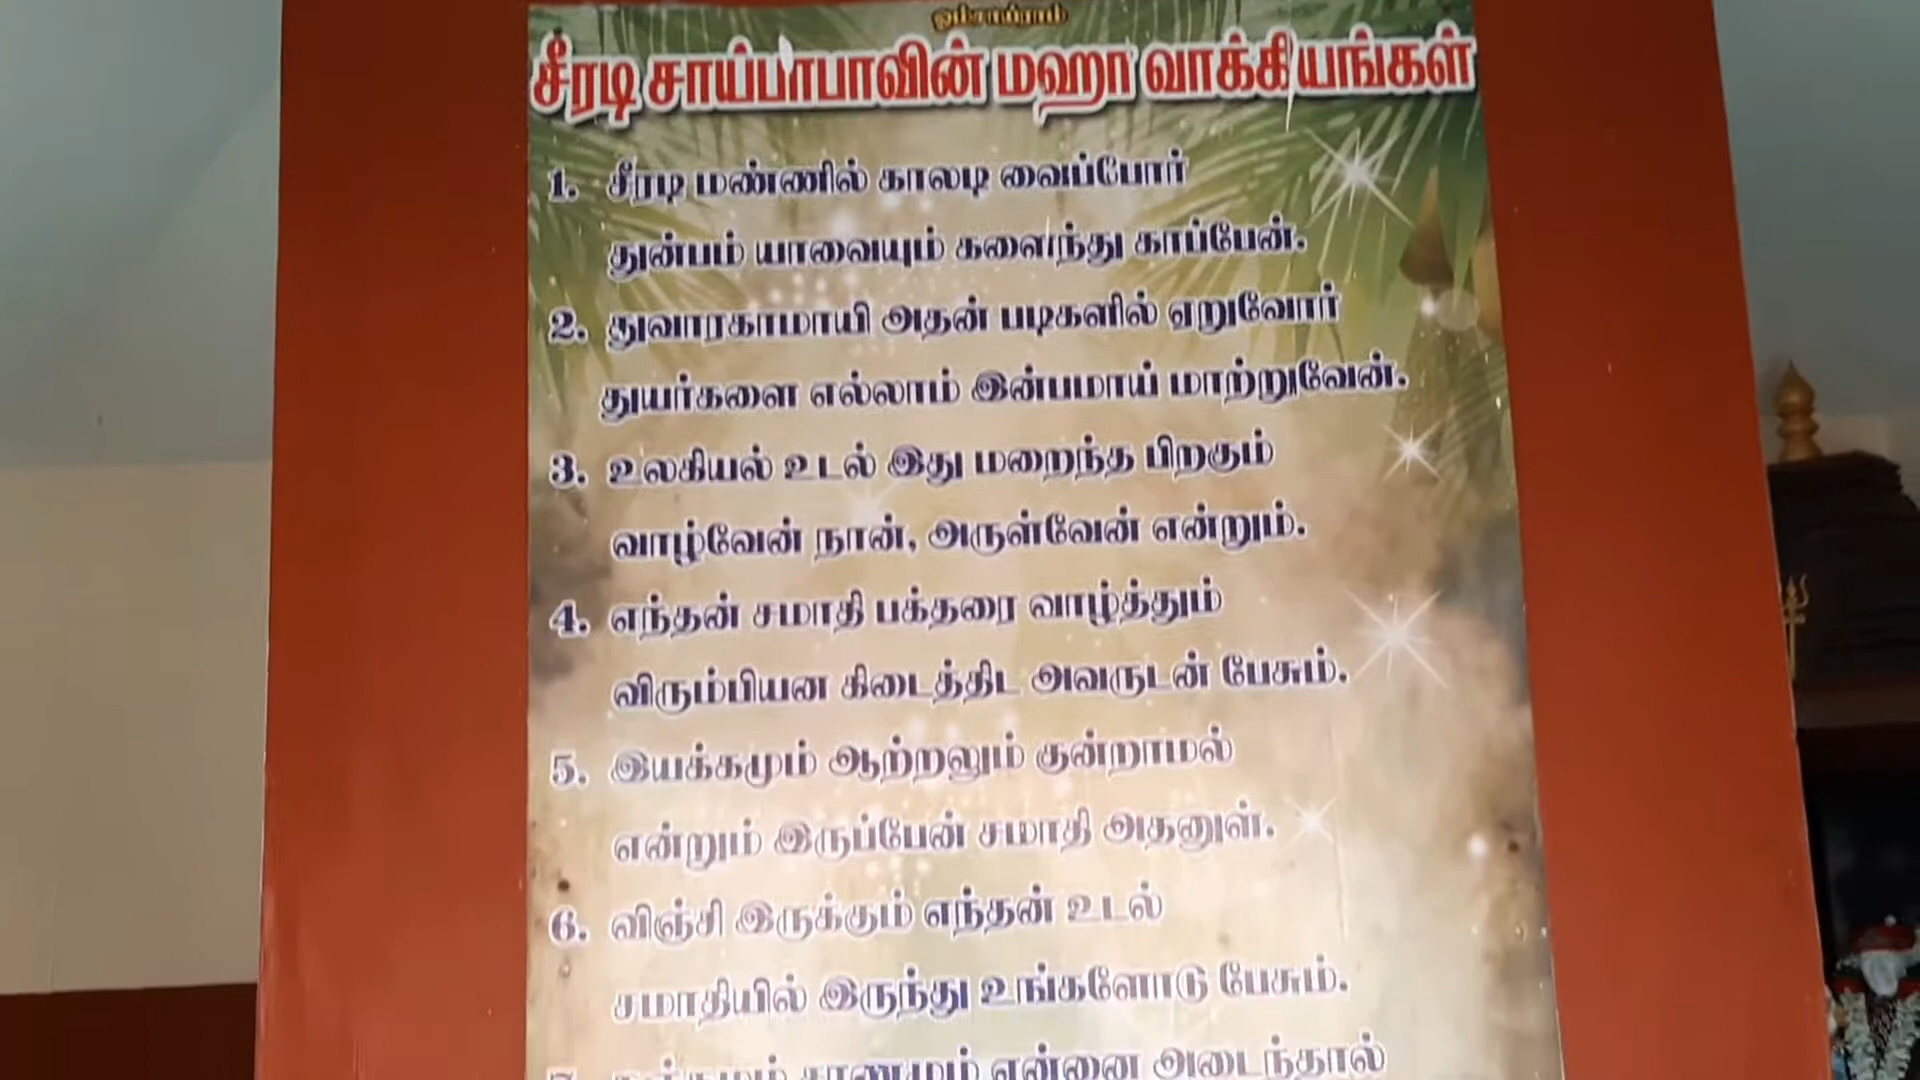 ஓம்சாய்ராம்
சீரடி சாய்பாபாவின் மஹா வாக்கியங்கள்
1. சீரடி மண்ணில் காலடி வைப்போர்
துன்பம் யாவையும் களைந்து காப்பேன்.
2. துவாரகாமாயி அதன் படிகளில் ஏறுவோர்
துயர்களை எல்லாம் இன்பமாய் மாற்றுவேன்.
3. உலகியல் உடல் இது மறைந்த பிறகும்
வாழ்வேன் நான், அருள்வேன் என்றும்.
4. எந்தன் சமாதி பக்தரை வாழ்த்தும்
விரும்பியன கிடைத்திட அவருடன் பேசும்.
5. இயக்கமும் ஆற்றலும் குன்றாமல்
என்றும் இருப்பேன் சமாதி அதனுள்.
6. விஞ்சி இருக்கும் எந்தன் உடல்
சமாதியில் இருந்து உங்களோடு பேசும்.
என்னை அடைந்தால்